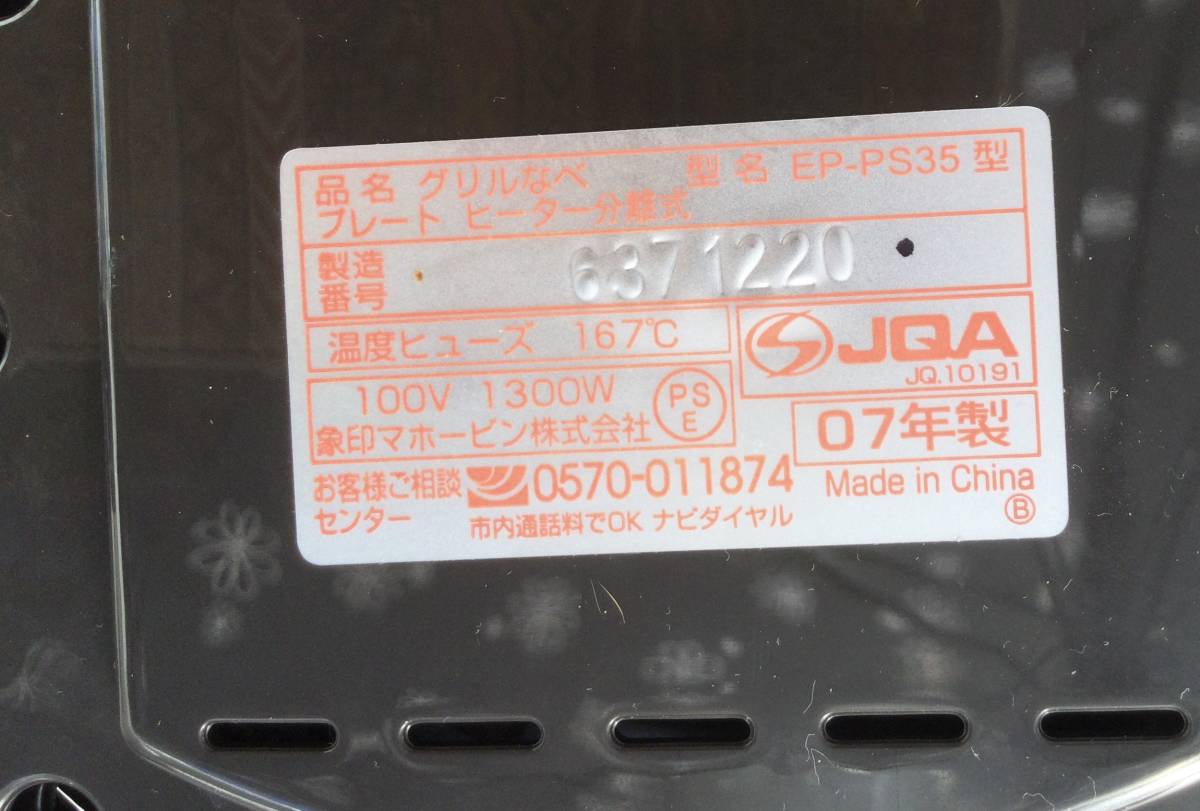 品名 グリルなべ 型名 EP-PS35 型
プレート ヒーター分離式
製造
番号
6371220
温度ヒューズ 167℃
JQA
JQ.10191
100V 1300W
PS
E
象印マホービン株式会社
07年製
お客様ご相談
センター
0570-011874
市内通話料でOK ナビダイヤル
Made in China
B